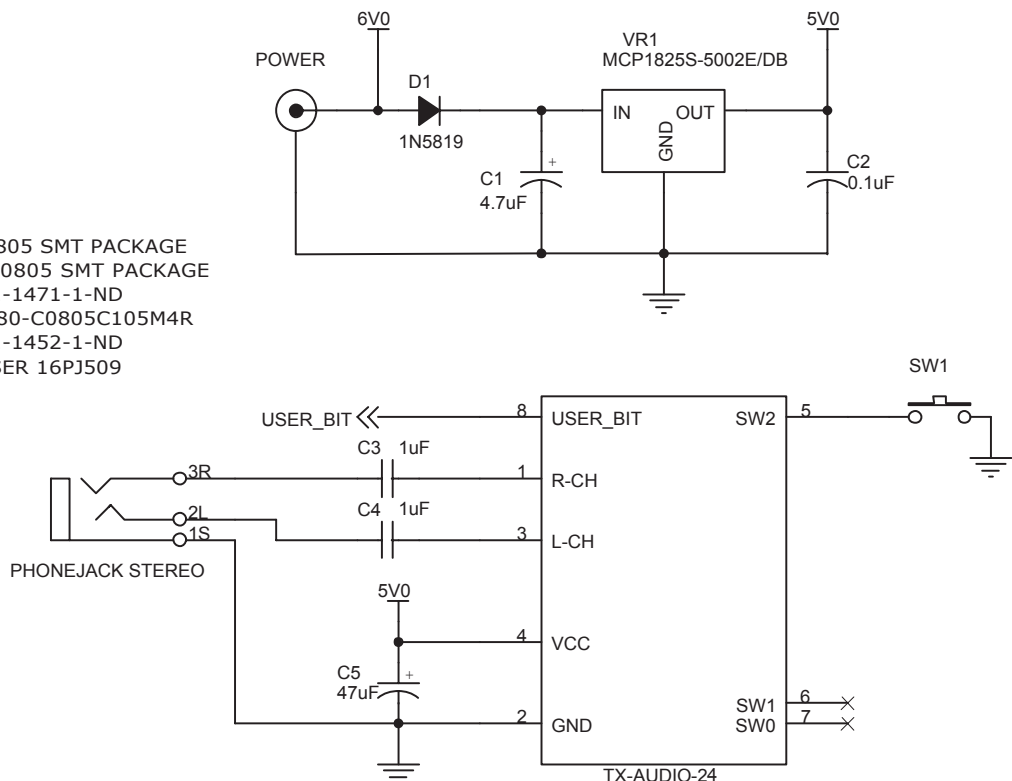 6V0
5V0
VR1
MCP1825S-5002E/DB
POWER
D1
1N5819
IN
OUT
GND
C1
4.7uF
+
C2
0.1uF
805 SMT PACKAGE
0805 SMT PACKAGE
-1471-1-ND
80-C0805C105M4R
-1452-1-ND
SER 16PJ509
SW1
USER_BIT
8
USER_BIT
SW2
5
C3
1uF
3R
1
R-CH
C4
1uF
2L
1S
3
L-CH
PHONEJACK STEREO
5V0
4
VCC
C5
47uF
+
SW1
6
SW0
7
2
GND
TX-AUDIO-24